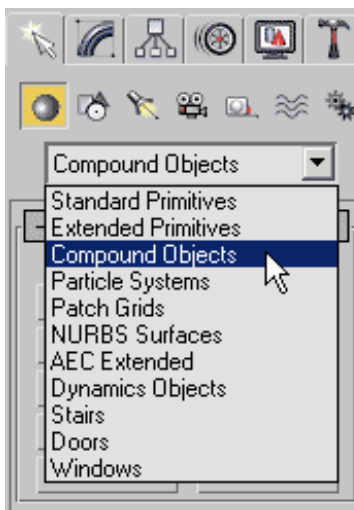 Compound Objects
Standard Primitives
Extended Primitives
Compound Objects
Particle Systems
Patch Grids
NURBS Surfaces
AEC Extended
Dynamics Objects
Stairs
Doors
Windows